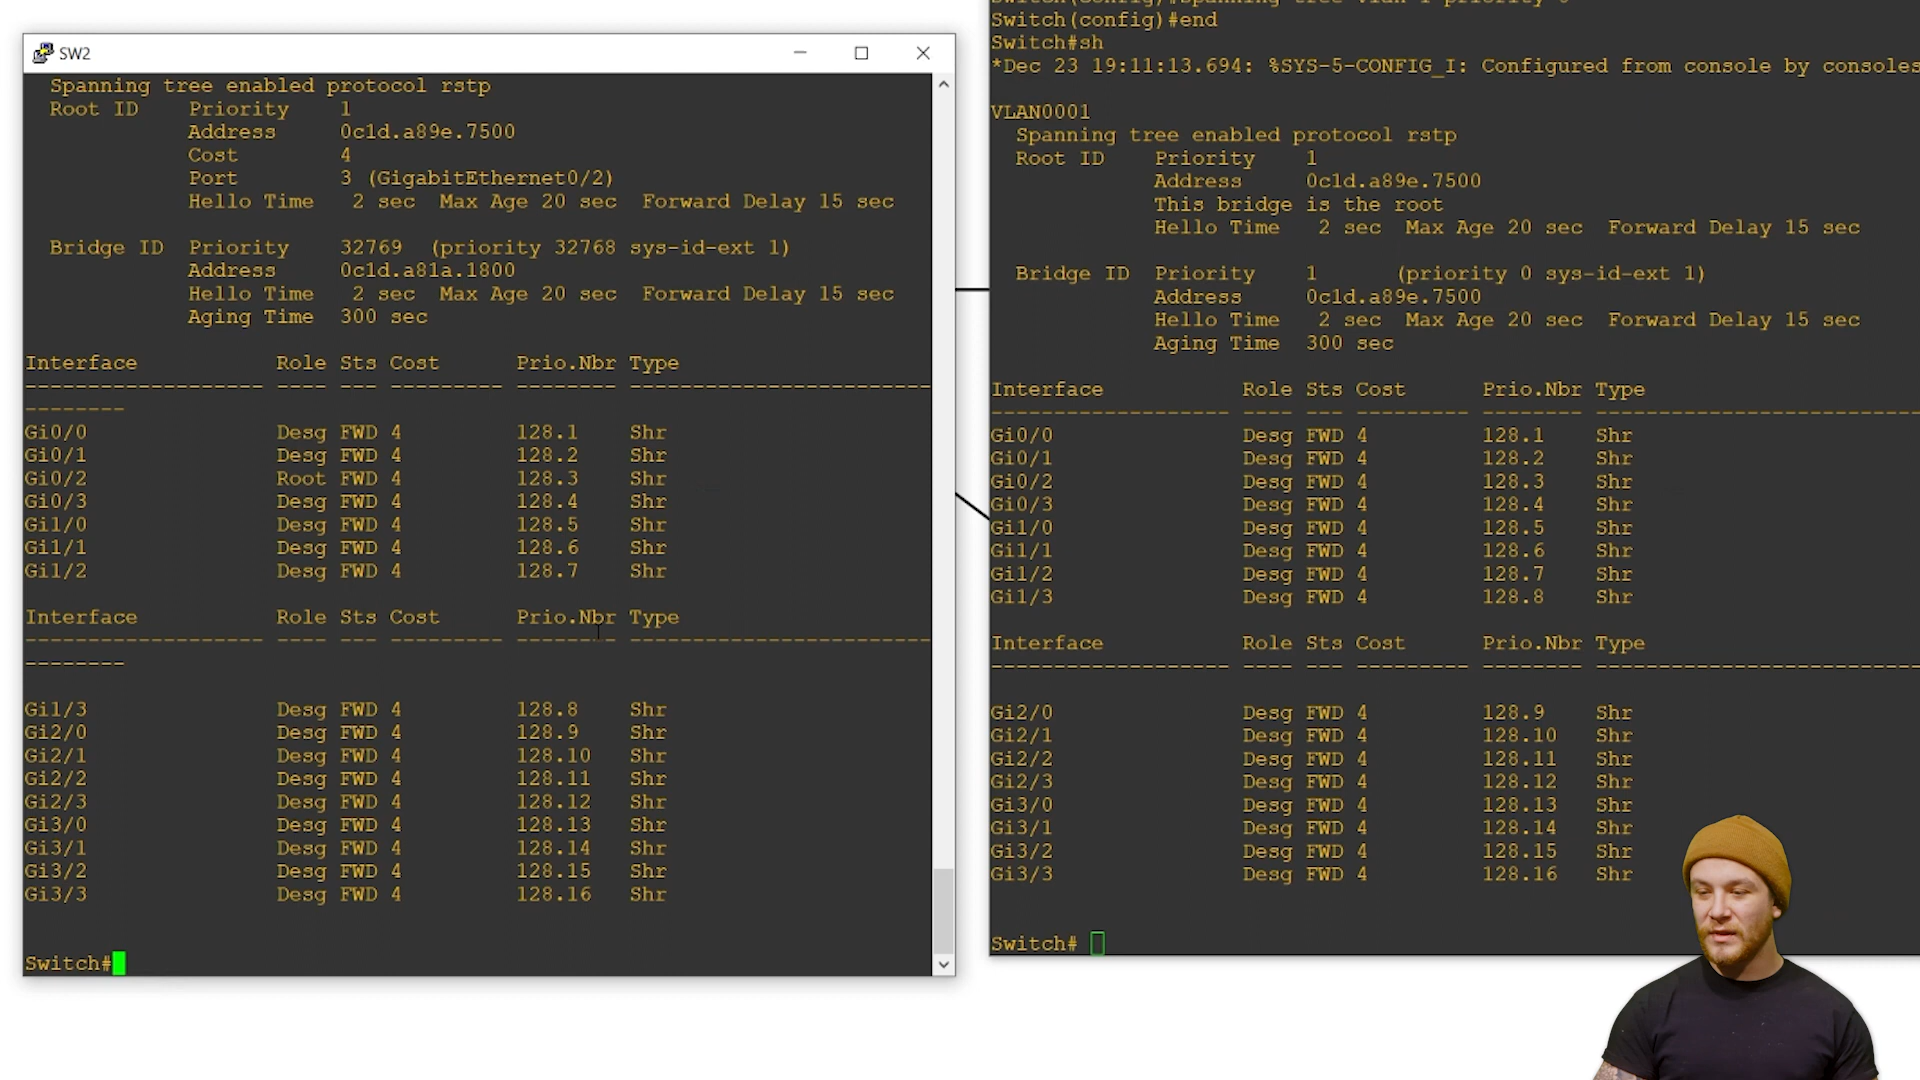 SW2
Spanning tree enabled protocol rstp
Root ID Priority 1
Address 0c1d.a89e.7500
Cost 4
Port 3 (GigabitEthernet0/2)
Hello Time 2 sec Max Age 20 sec Forward Delay 15 sec
Bridge ID Priority 32769 (priority 32768 sys-id-ext 1)
Address 0c1d.a81a.1800
Hello Time 2 sec Max Age 20 sec Forward Delay 15 sec
Aging Time 300 sec
Interface Role Sts Cost Prio.Nbr Type
------------------- ---- --- --------- -------- ------------------------
--------
Gi0/0 Desg FWD 4 128.1 Shr
Gi0/1 Desg FWD 4 128.2 Shr
Gi0/2 Root FWD 4 128.3 Shr
Gi0/3 Desg FWD 4 128.4 Shr
Gi1/0 Desg FWD 4 128.5 Shr
Gi1/1 Desg FWD 4 128.6 Shr
Gi1/2 Desg FWD 4 128.7 Shr
Interface Role Sts Cost Prio.Nbr Type
------------------- ---- --- --------- -------- ------------------------
--------
Gi1/3 Desg FWD 4 128.8 Shr
Gi2/0 Desg FWD 4 128.9 Shr
Gi2/1 Desg FWD 4 128.10 Shr
Gi2/2 Desg FWD 4 128.11 Shr
Gi2/3 Desg FWD 4 128.12 Shr
Gi3/0 Desg FWD 4 128.13 Shr
Gi3/1 Desg FWD 4 128.14 Shr
Gi3/2 Desg FWD 4 128.15 Shr
Gi3/3 Desg FWD 4 128.16 Shr
Switch#
Switch(config)#end
Switch#sh
*Dec 23 19:11:13.694: %SYS-5-CONFIG_I: Configured from console by consoles
VLAN0001
Spanning tree enabled protocol rstp
Root ID Priority 1
Address 0c1d.a89e.7500
This bridge is the root
Hello Time 2 sec Max Age 20 sec Forward Delay 15 sec
Bridge ID Priority 1 (priority 0 sys-id-ext 1)
Address 0c1d.a89e.7500
Hello Time 2 sec Max Age 20 sec Forward Delay 15 sec
Aging Time 300 sec
Interface Role Sts Cost Prio.Nbr Type
------------------- ---- --- --------- -------- --------------------------
Gi0/0 Desg FWD 4 128.1 Shr
Gi0/1 Desg FWD 4 128.2 Shr
Gi0/2 Desg FWD 4 128.3 Shr
Gi0/3 Desg FWD 4 128.4 Shr
Gi1/0 Desg FWD 4 128.5 Shr
Gi1/1 Desg FWD 4 128.6 Shr
Gi1/2 Desg FWD 4 128.7 Shr
Gi1/3 Desg FWD 4 128.8 Shr
Interface Role Sts Cost Prio.Nbr Type
------------------- ---- --- --------- -------- --------------------------
Gi2/0 Desg FWD 4 128.9 Shr
Gi2/1 Desg FWD 4 128.10 Shr
Gi2/2 Desg FWD 4 128.11 Shr
Gi2/3 Desg FWD 4 128.12 Shr
Gi3/0 Desg FWD 4 128.13 Shr
Gi3/1 Desg FWD 4 128.14 Shr
Gi3/2 Desg FWD 4 128.15 Shr
Gi3/3 Desg FWD 4 128.16 Shr
Switch#